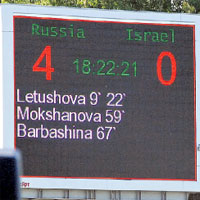 Russia Israel
4 18:22:21 0
Letushova 9` 22`
Mokshanova 59`
Barbashina 67`